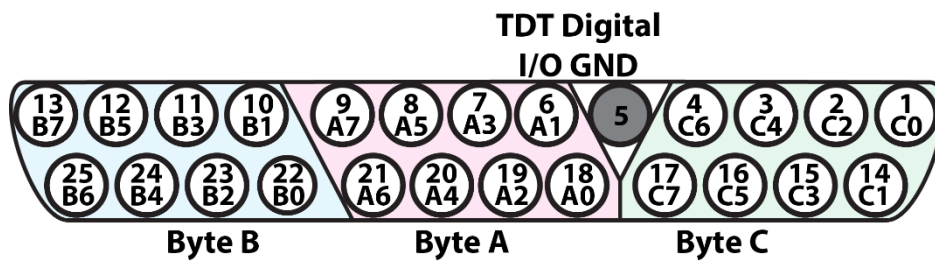 TDT Digital
I/O GND
13 12 11 10 9 8 7 6 5 4 3 2 1
B7 B5 B3 B1 A7 A5 A3 A1 C6 C4 C2 C0
25 24 23 22 21 20 19 18 17 16 15 14
B6 B4 B2 B0 A6 A4 A2 A0 C7 C5 C3 C1
Byte B Byte A Byte C